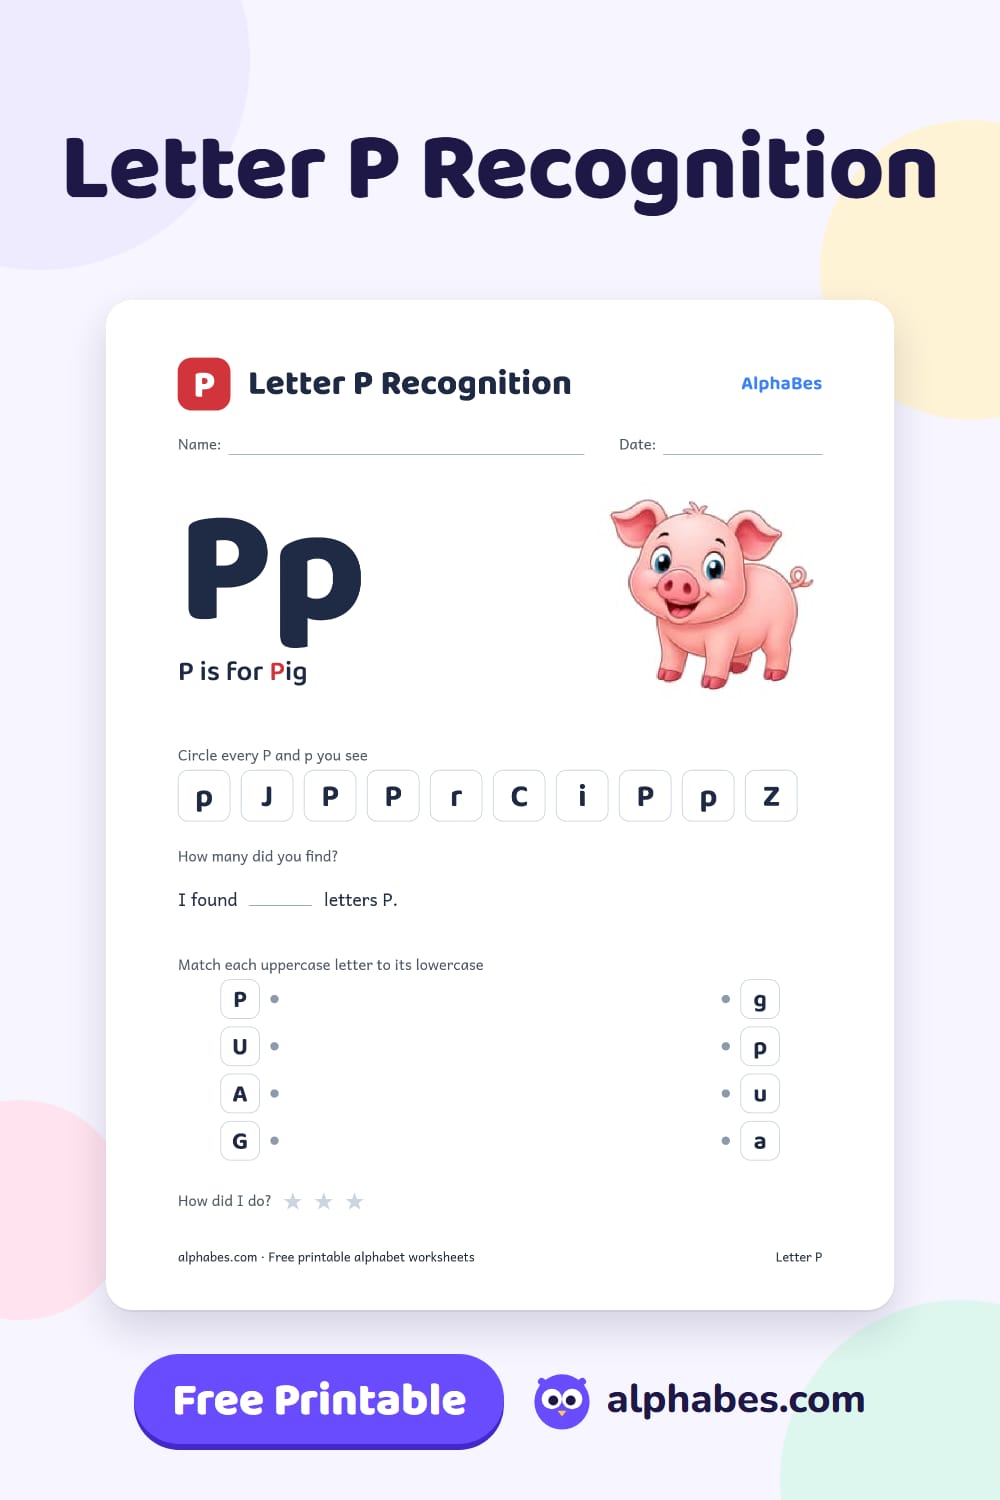 Letter P Recognition
P Letter P Recognition AlphaBes
Name: Date:
Pp
P is for Pig
Circle every P and p you see
p J P P r C i P p Z
How many did you find?
I found letters P.
Match each uppercase letter to its lowercase
P g
U p
A u
G a
How did I do?
alphabes.com · Free printable alphabet worksheets Letter P
Free Printable alphabes.com